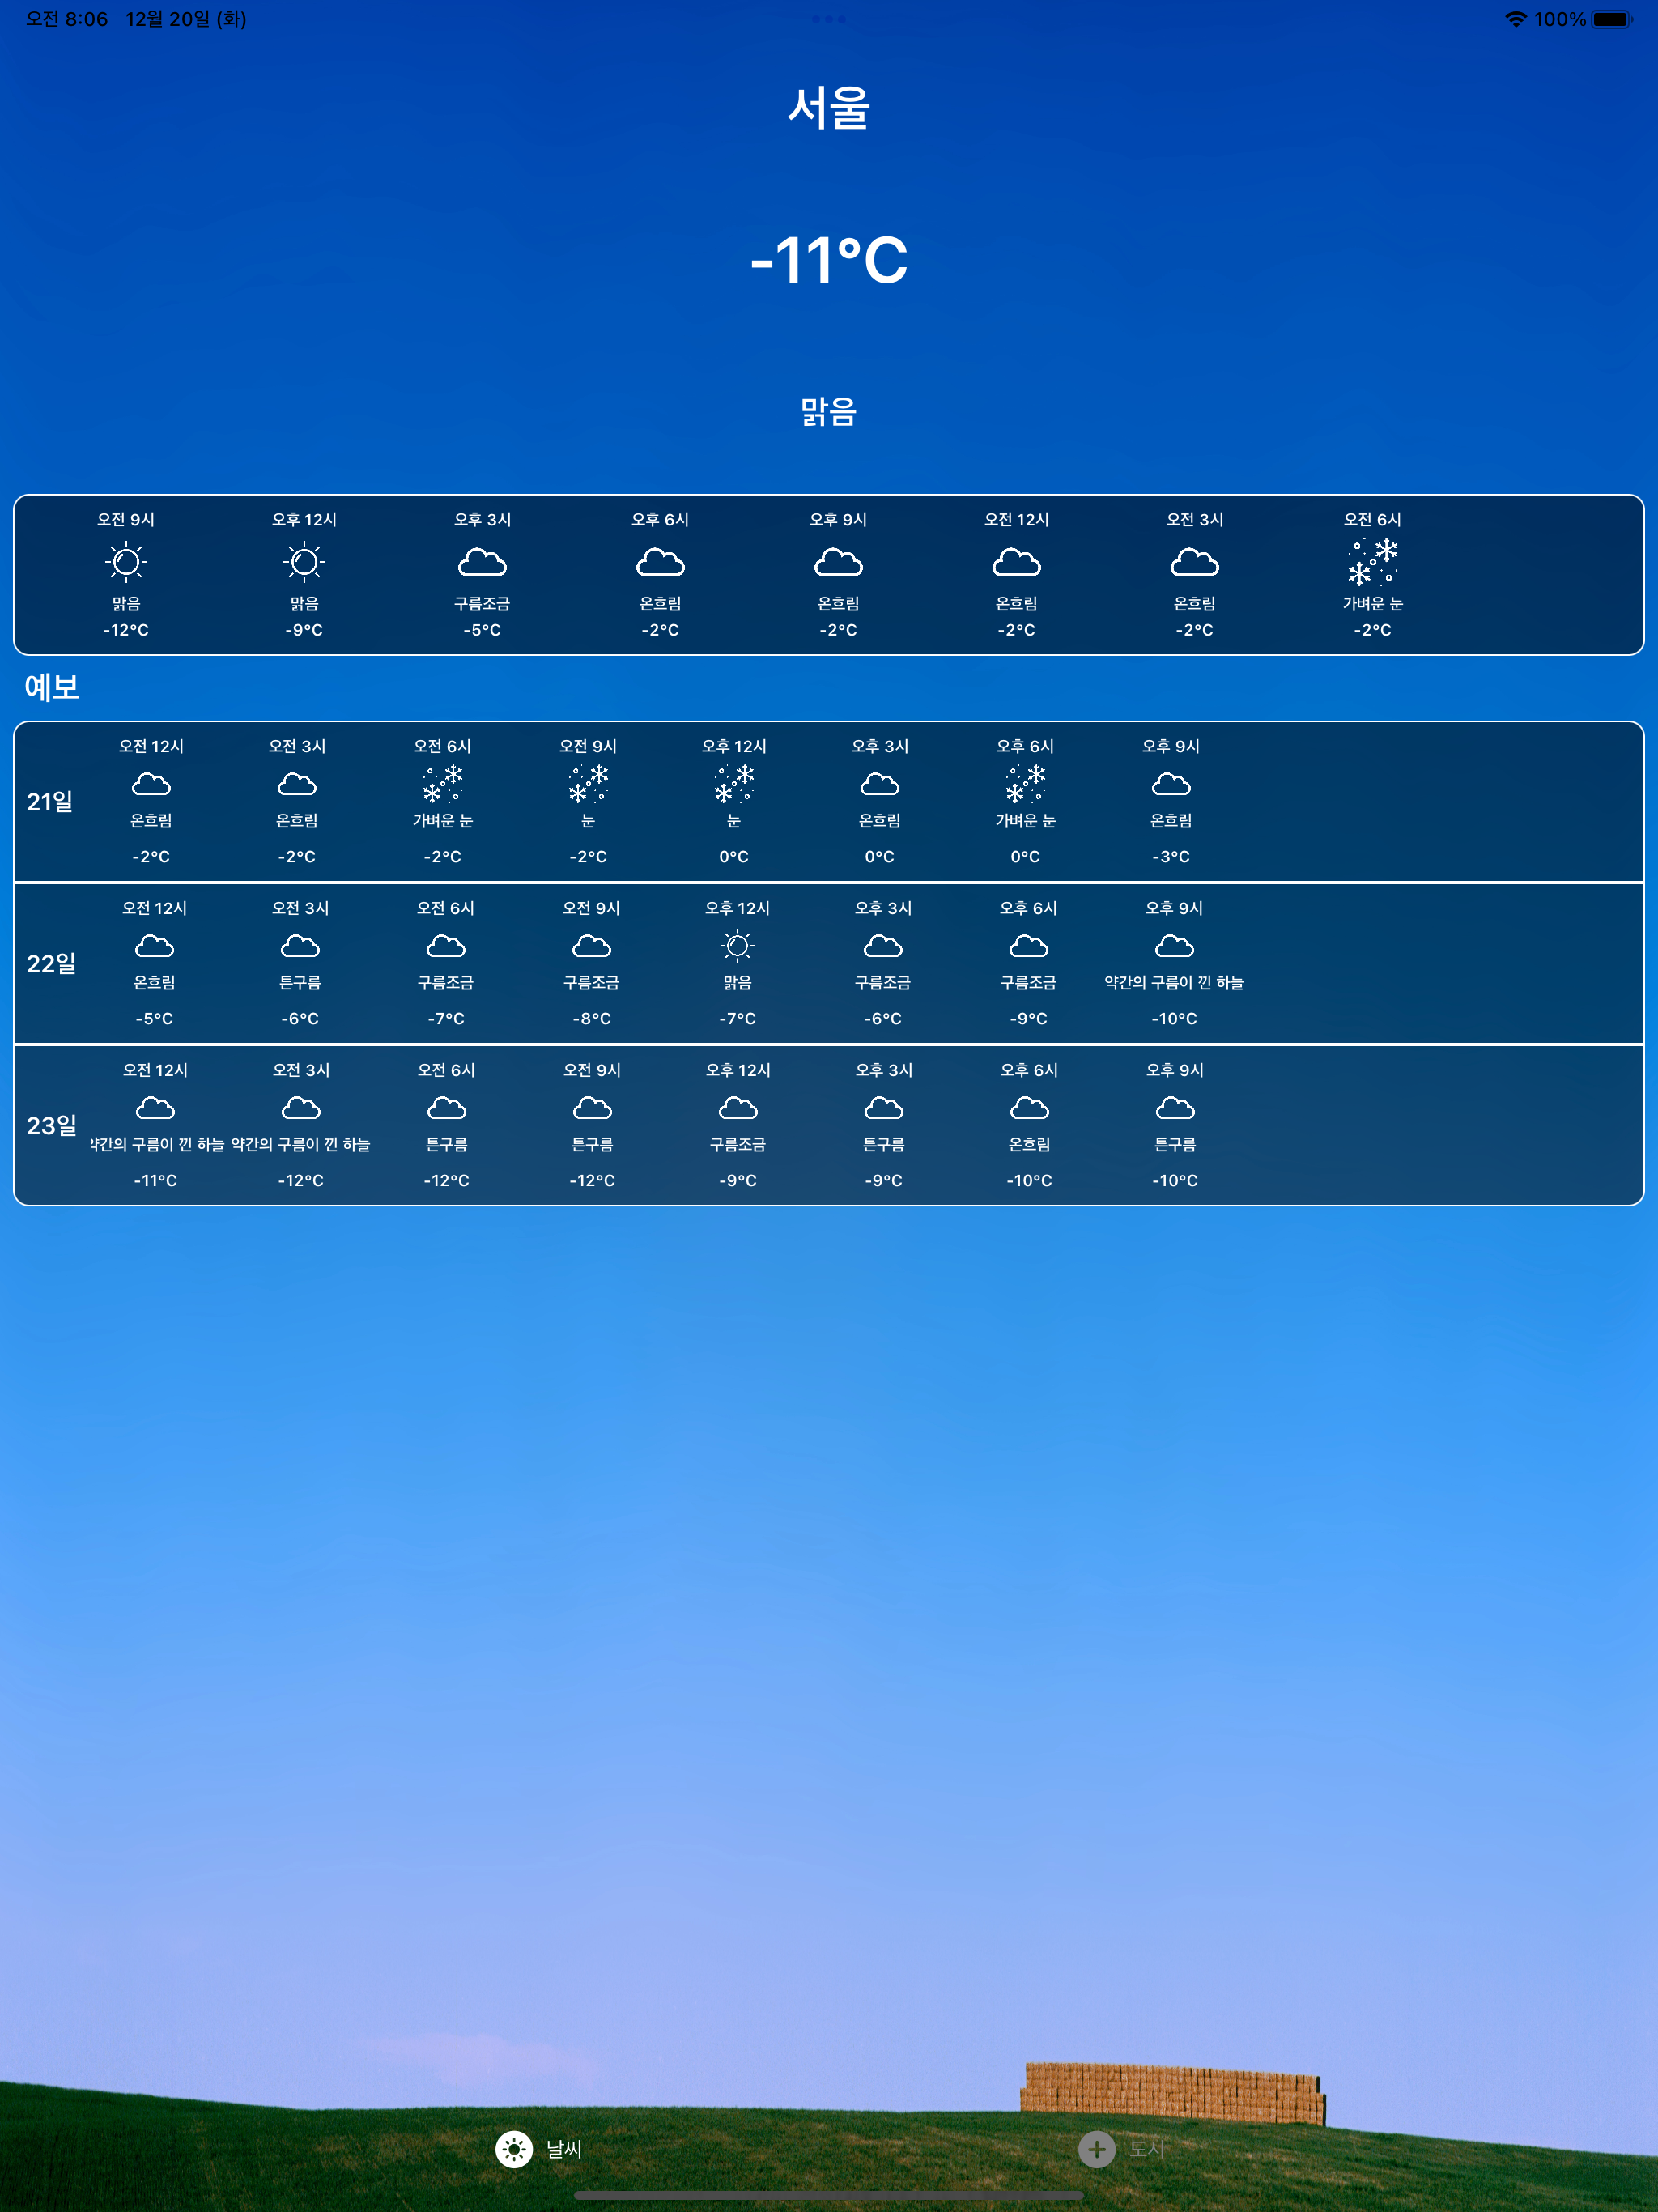 오전 8:06 12월 20일 (화) 100%
서울
-11°C
맑음
오전 9시 오후 12시 오후 3시 오후 6시 오후 9시 오전 12시 오전 3시 오전 6시
맑음 맑음 구름조금 온흐림 온흐림 온흐림 온흐림 가벼운 눈
-12°C -9°C -5°C -2°C -2°C -2°C -2°C -2°C
예보
오전 12시 오전 3시 오전 6시 오전 9시 오후 12시 오후 3시 오후 6시 오후 9시
21일
온흐림 온흐림 가벼운 눈 눈 눈 온흐림 가벼운 눈 온흐림
-2°C -2°C -2°C -2°C 0°C 0°C 0°C -3°C
오전 12시 오전 3시 오전 6시 오전 9시 오후 12시 오후 3시 오후 6시 오후 9시
22일
온흐림 튼구름 구름조금 구름조금 맑음 구름조금 구름조금 약간의 구름이 낀 하늘
-5°C -6°C -7°C -8°C -7°C -6°C -9°C -10°C
오전 12시 오전 3시 오전 6시 오전 9시 오후 12시 오후 3시 오후 6시 오후 9시
23일
약간의 구름이 낀 하늘 약간의 구름이 낀 하늘 튼구름 튼구름 구름조금 튼구름 온흐림 튼구름
-11°C -12°C -12°C -12°C -9°C -9°C -10°C -10°C
날씨 도시